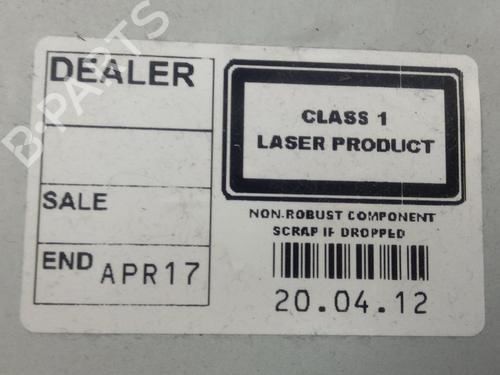 DEALER
SALE
END APR17
CLASS 1
LASER PRODUCT
NON-ROBUST COMPONENT
SCRAP IF DROPPED
20.04.12
B-PARTS